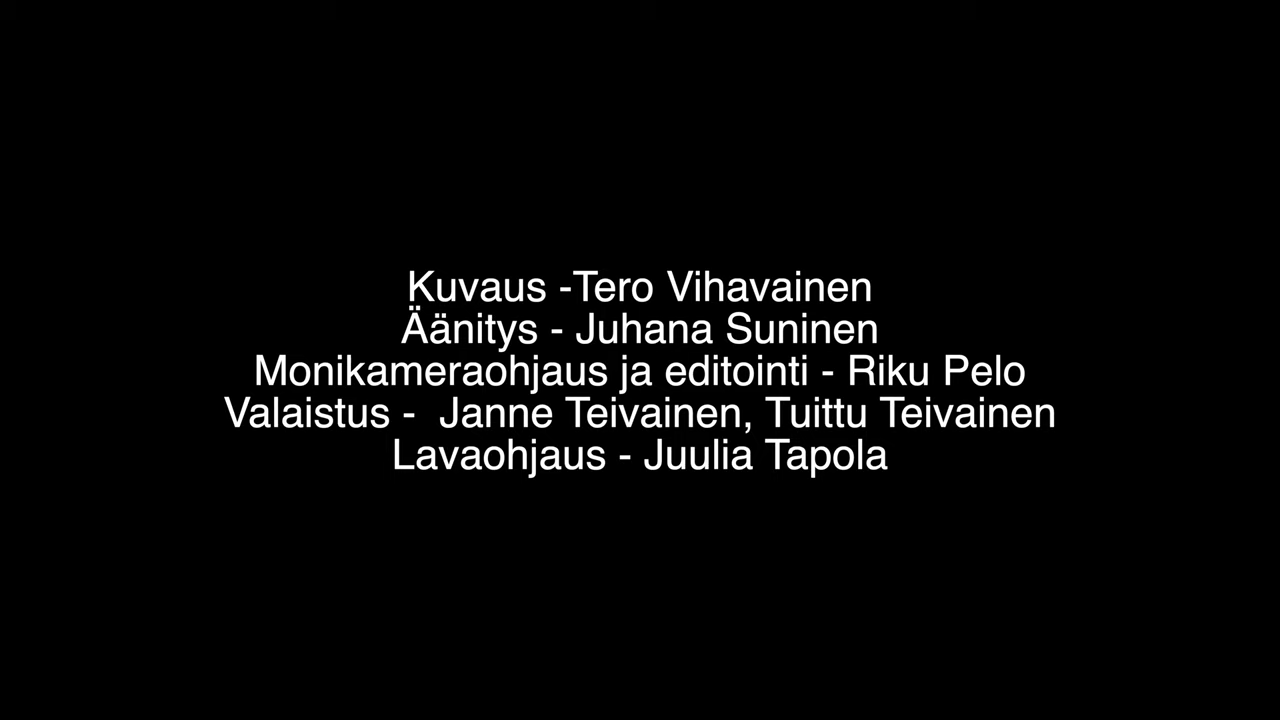 Kuvaus -Tero Vihavainen
Äänitys - Juhana Suninen
Monikameraohjaus ja editointi - Riku Pelo
Valaistus -  Janne Teivainen, Tuittu Teivainen
Lavaohjaus - Juulia Tapola